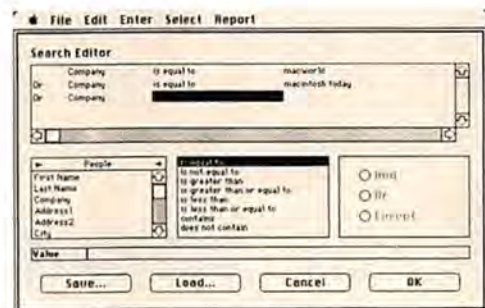 File Edit Enter Select Report
Search Editor
Company is equal to macworld
Or Company is equal to macintosh today
Or Company
People
First Name
Last Name
Company
Address1
Address2
City
is equal to
is not equal to
is greater than
is greater than or equal to
is less than
is less than or equal to
contains
does not contain
And
Or
Except
Value
Save... Load... Cancel OK